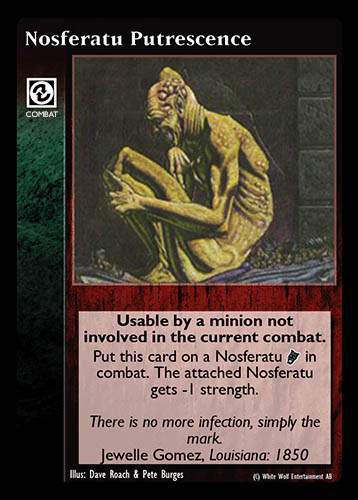 Nosferatu Putrescence
COMBAT
Usable by a minion not
involved in the current combat.
Put this card on a Nosferatu in
combat. The attached Nosferatu
gets -1 strength.
There is no more infection, simply the
mark.
Jewelle Gomez, Louisiana: 1850
Illus: Dave Roach & Pete Burges
(C) White Wolf Entertainment AB